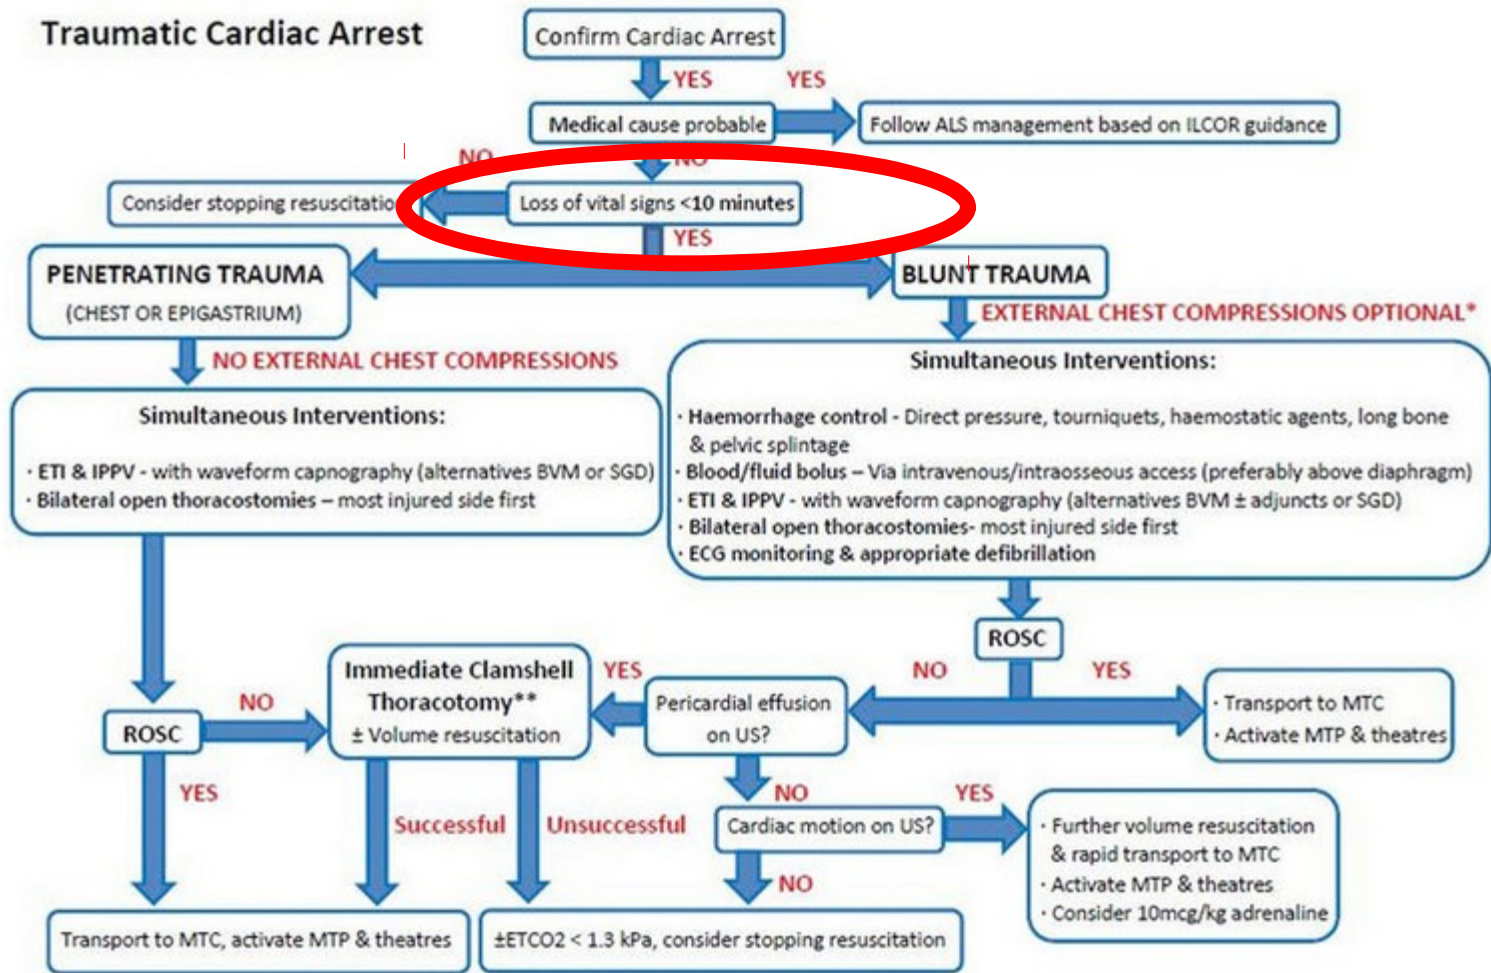 Traumatic Cardiac Arrest
Confirm Cardiac Arrest
YES
YES
Medical cause probable
Follow ALS management based on ILCOR guidance
NO
NO
Consider stopping resuscitation
Loss of vital signs <10 minutes
YES
PENETRATING TRAUMA
(CHEST OR EPIGASTRIUM)
BLUNT TRAUMA
NO EXTERNAL CHEST COMPRESSIONS
EXTERNAL CHEST COMPRESSIONS OPTIONAL*
Simultaneous Interventions:
· ETI & IPPV - with waveform capnography (alternatives BVM or SGD)
· Bilateral open thoracostomies – most injured side first
Simultaneous Interventions:
· Haemorrhage control - Direct pressure, tourniquets, haemostatic agents, long bone
& pelvic splintage
· Blood/fluid bolus – Via intravenous/intraosseous access (preferably above diaphragm)
· ETI & IPPV - with waveform capnography (alternatives BVM ± adjuncts or SGD)
· Bilateral open thoracostomies- most injured side first
· ECG monitoring & appropriate defibrillation
ROSC
NO
YES
· Transport to MTC
· Activate MTP & theatres
Pericardial effusion
on US?
YES
Immediate Clamshell
Thoracotomy**
± Volume resuscitation
NO
ROSC
YES
Successful
Unsuccessful
NO
Cardiac motion on US?
YES
· Further volume resuscitation
& rapid transport to MTC
· Activate MTP & theatres
· Consider 10mcg/kg adrenaline
NO
Transport to MTC, activate MTP & theatres
±ETCO2 < 1.3 kPa, consider stopping resuscitation